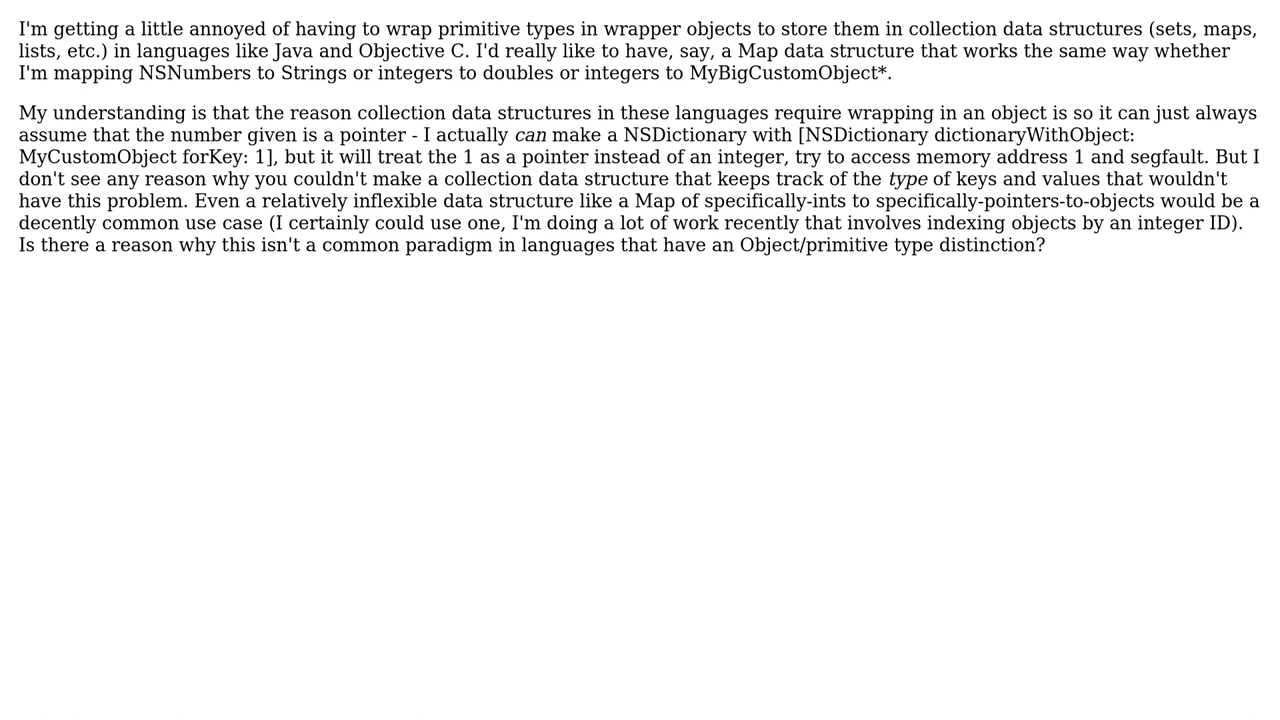 I'm getting a little annoyed of having to wrap primitive types in wrapper objects to store them in collection data structures (sets, maps,
lists, etc.) in languages like Java and Objective C. I'd really like to have, say, a Map data structure that works the same way whether
I'm mapping NSNumbers to Strings or integers to doubles or integers to MyBigCustomObject*.
My understanding is that the reason collection data structures in these languages require wrapping in an object is so it can just always
assume that the number given is a pointer - I actually can make a NSDictionary with [NSDictionary dictionaryWithObject:
MyCustomObject forKey: 1], but it will treat the 1 as a pointer instead of an integer, try to access memory address 1 and segfault. But I
don't see any reason why you couldn't make a collection data structure that keeps track of the type of keys and values that wouldn't
have this problem. Even a relatively inflexible data structure like a Map of specifically-ints to specifically-pointers-to-objects would be a
decently common use case (I certainly could use one, I'm doing a lot of work recently that involves indexing objects by an integer ID).
Is there a reason why this isn't a common paradigm in languages that have an Object/primitive type distinction?